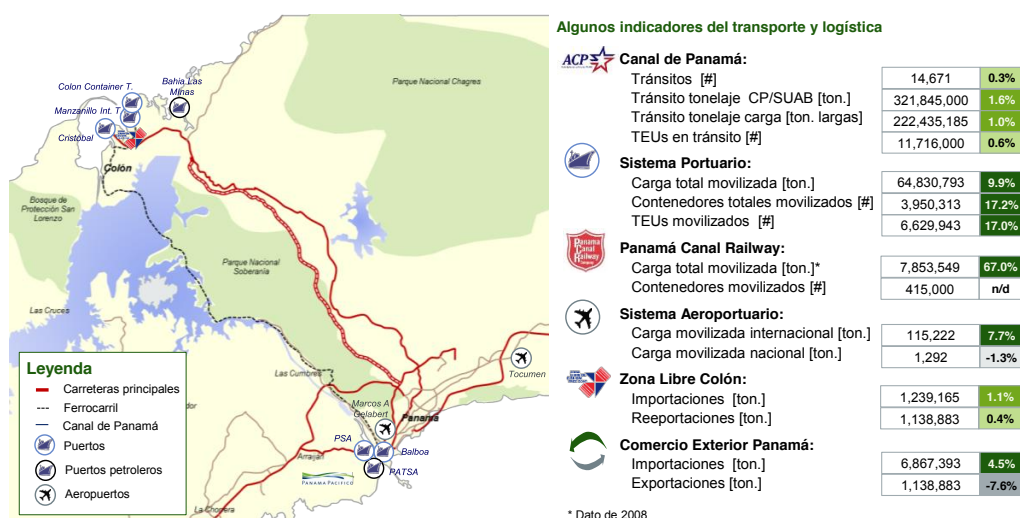 Parque Nacional Chagres
Bahía Las
Minas
Colon Container T.
Manzanillo Int. T.
Cristóbal
Colón
Bosque de
Protección San
Lorenzo
Parque Nacional
Soberanía
Las Cruces
Las Cumbres
Tocumen
Marcos A
Gelabert
Panamá
PSA
Balboa
Arraiján
PATSA
PANAMA PACIFICO
La Chorrera
Leyenda
Carreteras principales
Ferrocarril
Canal de Panamá
Puertos
Puertos petroleros
Aeropuertos
Algunos indicadores del transporte y logística
ACP Canal de Panamá:
Tránsitos [#] 14,671 0.3%
Tránsito tonelaje CP/SUAB [ton.] 321,845,000 1.6%
Tránsito tonelaje carga [ton. largas] 222,435,185 1.0%
TEUs en tránsito [#] 11,716,000 0.6%
Sistema Portuario:
Carga total movilizada [ton.] 64,830,793 9.9%
Contenedores totales movilizados [#] 3,950,313 17.2%
TEUs movilizados [#] 6,629,943 17.0%
Panama Canal Railway
Panamá Canal Railway:
Carga total movilizada [ton.]* 7,853,549 67.0%
Contenedores movilizados [#] 415,000 n/d
Sistema Aeroportuario:
Carga movilizada internacional [ton.] 115,222 7.7%
Carga movilizada nacional [ton.] 1,292 -1.3%
Zona Libre Colón:
Importaciones [ton.] 1,239,165 1.1%
Reeportaciones [ton.] 1,138,883 0.4%
Comercio Exterior Panamá:
Importaciones [ton.] 6,867,393 4.5%
Exportaciones [ton.] 1,138,883 -7.6%
* Dato de 2008